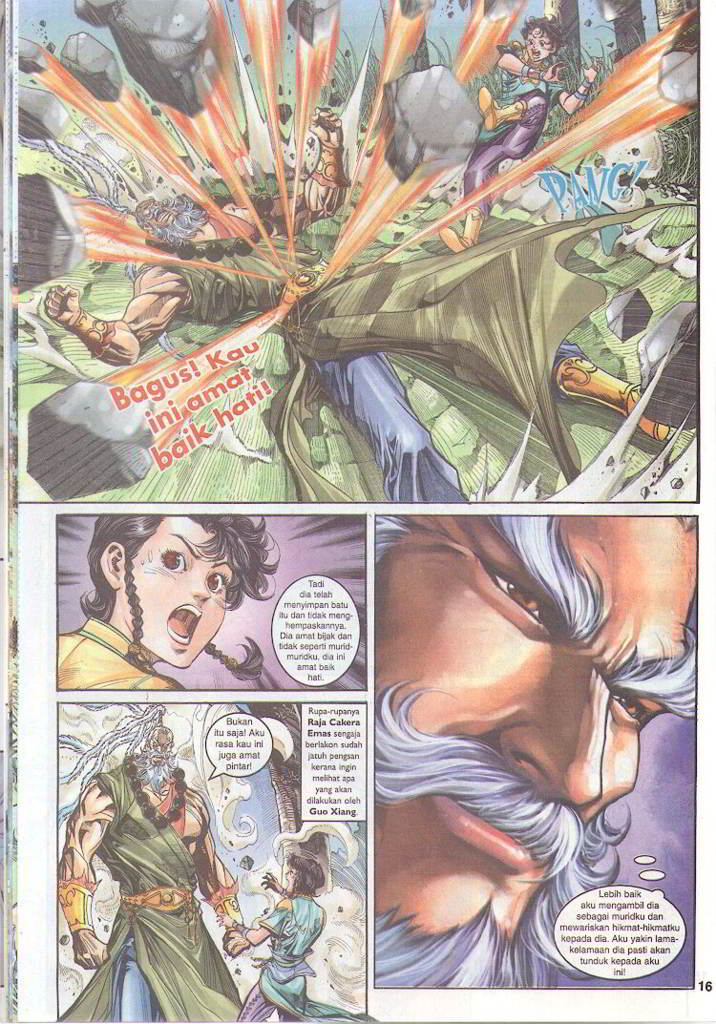 PANG!
Bagus! Kau
ini amat
baik hati!
Tadi
dia telah
menyimpan batu
itu dan tidak meng-
hempaskannya.
Dia amat bijak dan
tidak seperti murid-
muridku, dia ini
amat baik
hati.
Bukan
itu saja! Aku
rasa kau ini
juga amat
pintar!
Rupa-rupanya
Raja Cakera
Emas sengaja
berlakon sudah
jatuh pengsan
kerana ingin
melihat apa
yang akan
dilakukan oleh
Guo Xiang.
Lebih baik
aku mengambil dia
sebagai muridku dan
mewariskan hikmat-hikmatku
kepada dia. Aku yakin lama-
kelamaan dia pasti akan
tunduk kepada aku
ini!
16